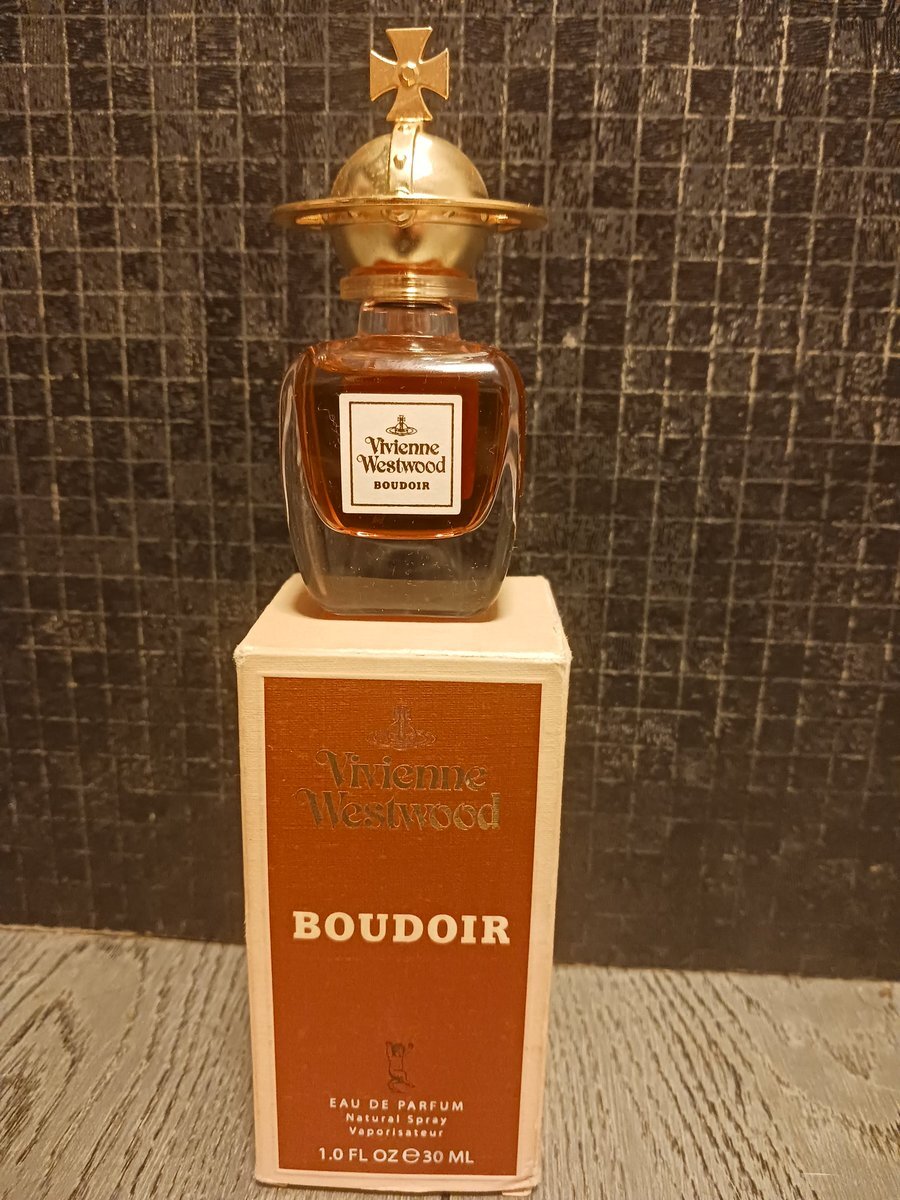 Vivienne
Westwood
BOUDOIR
Vivienne
Westwood
BOUDOIR
EAU DE PARFUM
Natural Spray
Vaporisateur
1.0 FL OZ ℮ 30 ML